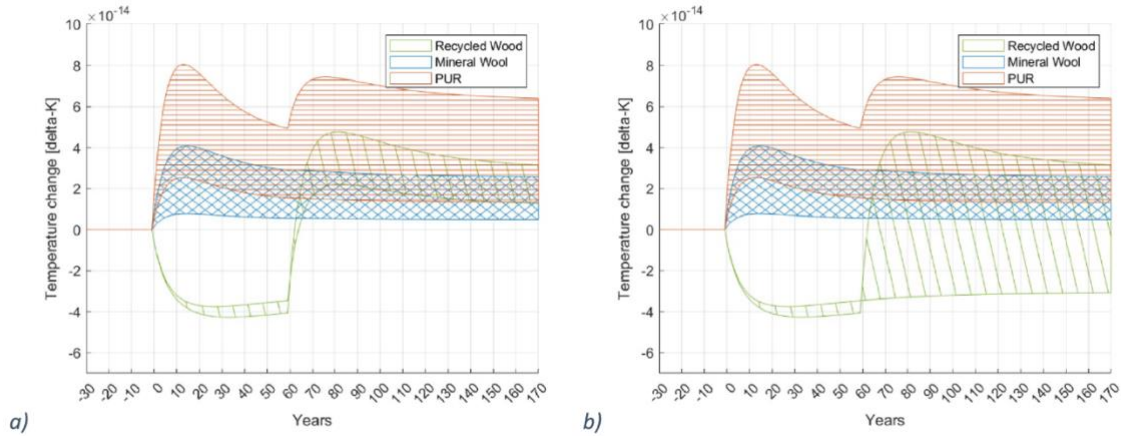 ×10⁻¹⁴
10
8
6
4
2
0
-2
-4
-6
Temperature change [delta-K]
Recycled Wood
Mineral Wool
PUR
-30 -20 -10 0 10 20 30 40 50 60 70 80 90 100 110 120 130 140 150 160 170
Years
a)
×10⁻¹⁴
10
8
6
4
2
0
-2
-4
-6
Temperature change [delta-K]
Recycled Wood
Mineral Wool
PUR
-30 -20 -10 0 10 20 30 40 50 60 70 80 90 100 110 120 130 140 150 160 170
Years
b)